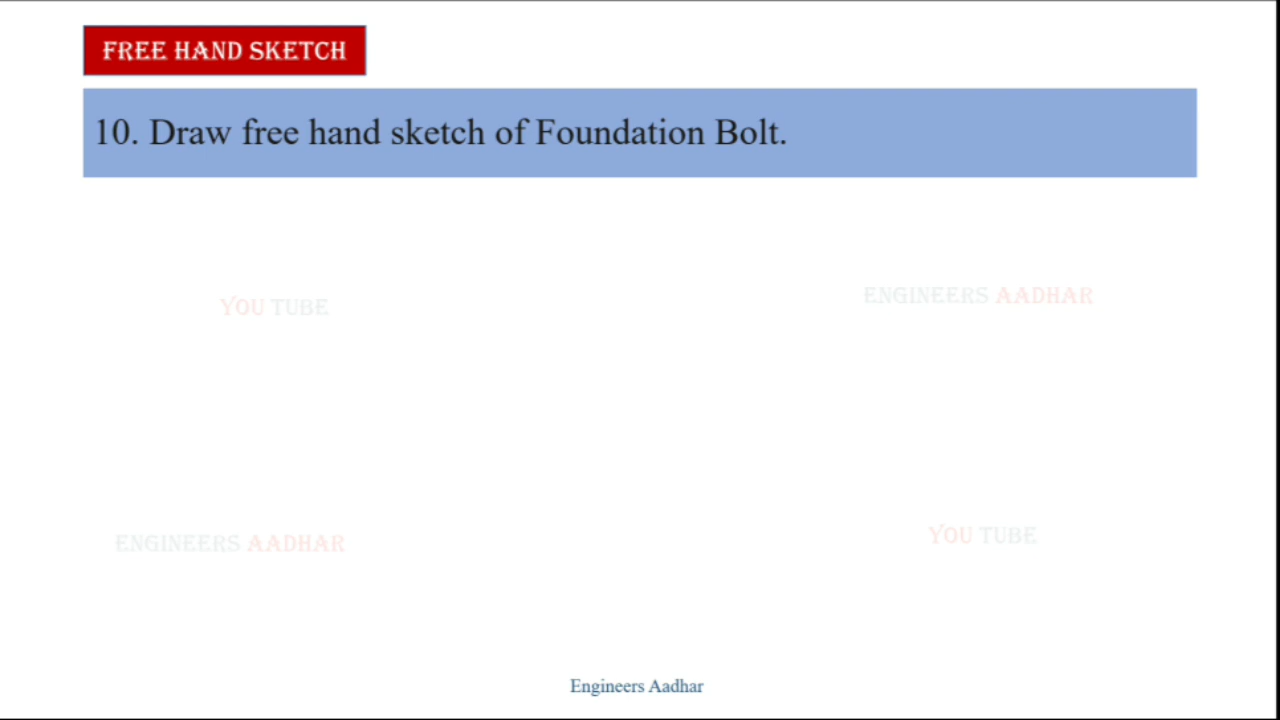 FREE HAND SKETCH
10. Draw free hand sketch of Foundation Bolt.
YOU TUBE
ENGINEERS AADHAR
ENGINEERS AADHAR
YOU TUBE
Engineers Aadhar